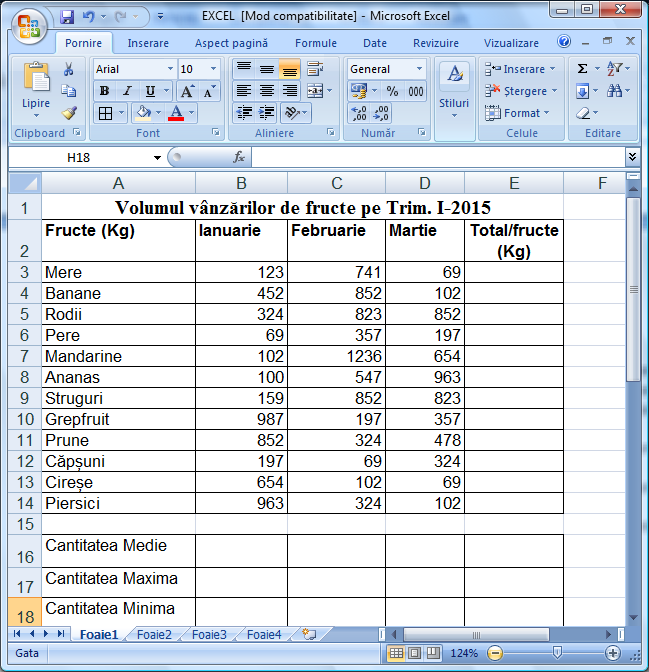 EXCEL [Mod compatibilitate] - Microsoft Excel
Pornire Inserare Aspect pagină Formule Date Revizuire Vizualizare
Lipire
Clipboard
Arial 10
B I U A A
A
Font
Aliniere
General
% 000
,00 ,0
Număr
A
Stiluri
Inserare
Ștergere
Format
Celule
Σ
Editare
H18 fx
A B C D E F
1 Volumul vânzărilor de fructe pe Trim. I-2015
2 Fructe (Kg) Ianuarie Februarie Martie Total/fructe
(Kg)
3 Mere 123 741 69
4 Banane 452 852 102
5 Rodii 324 823 852
6 Pere 69 357 197
7 Mandarine 102 1236 654
8 Ananas 100 547 963
9 Struguri 159 852 823
10 Grepfruit 987 197 357
11 Prune 852 324 478
12 Căpșuni 197 69 324
13 Cireșe 654 102 69
14 Piersici 963 324 102
15
16 Cantitatea Medie
17 Cantitatea Maxima
18 Cantitatea Minima
Foaie1 Foaie2 Foaie3 Foaie4
Gata 124%